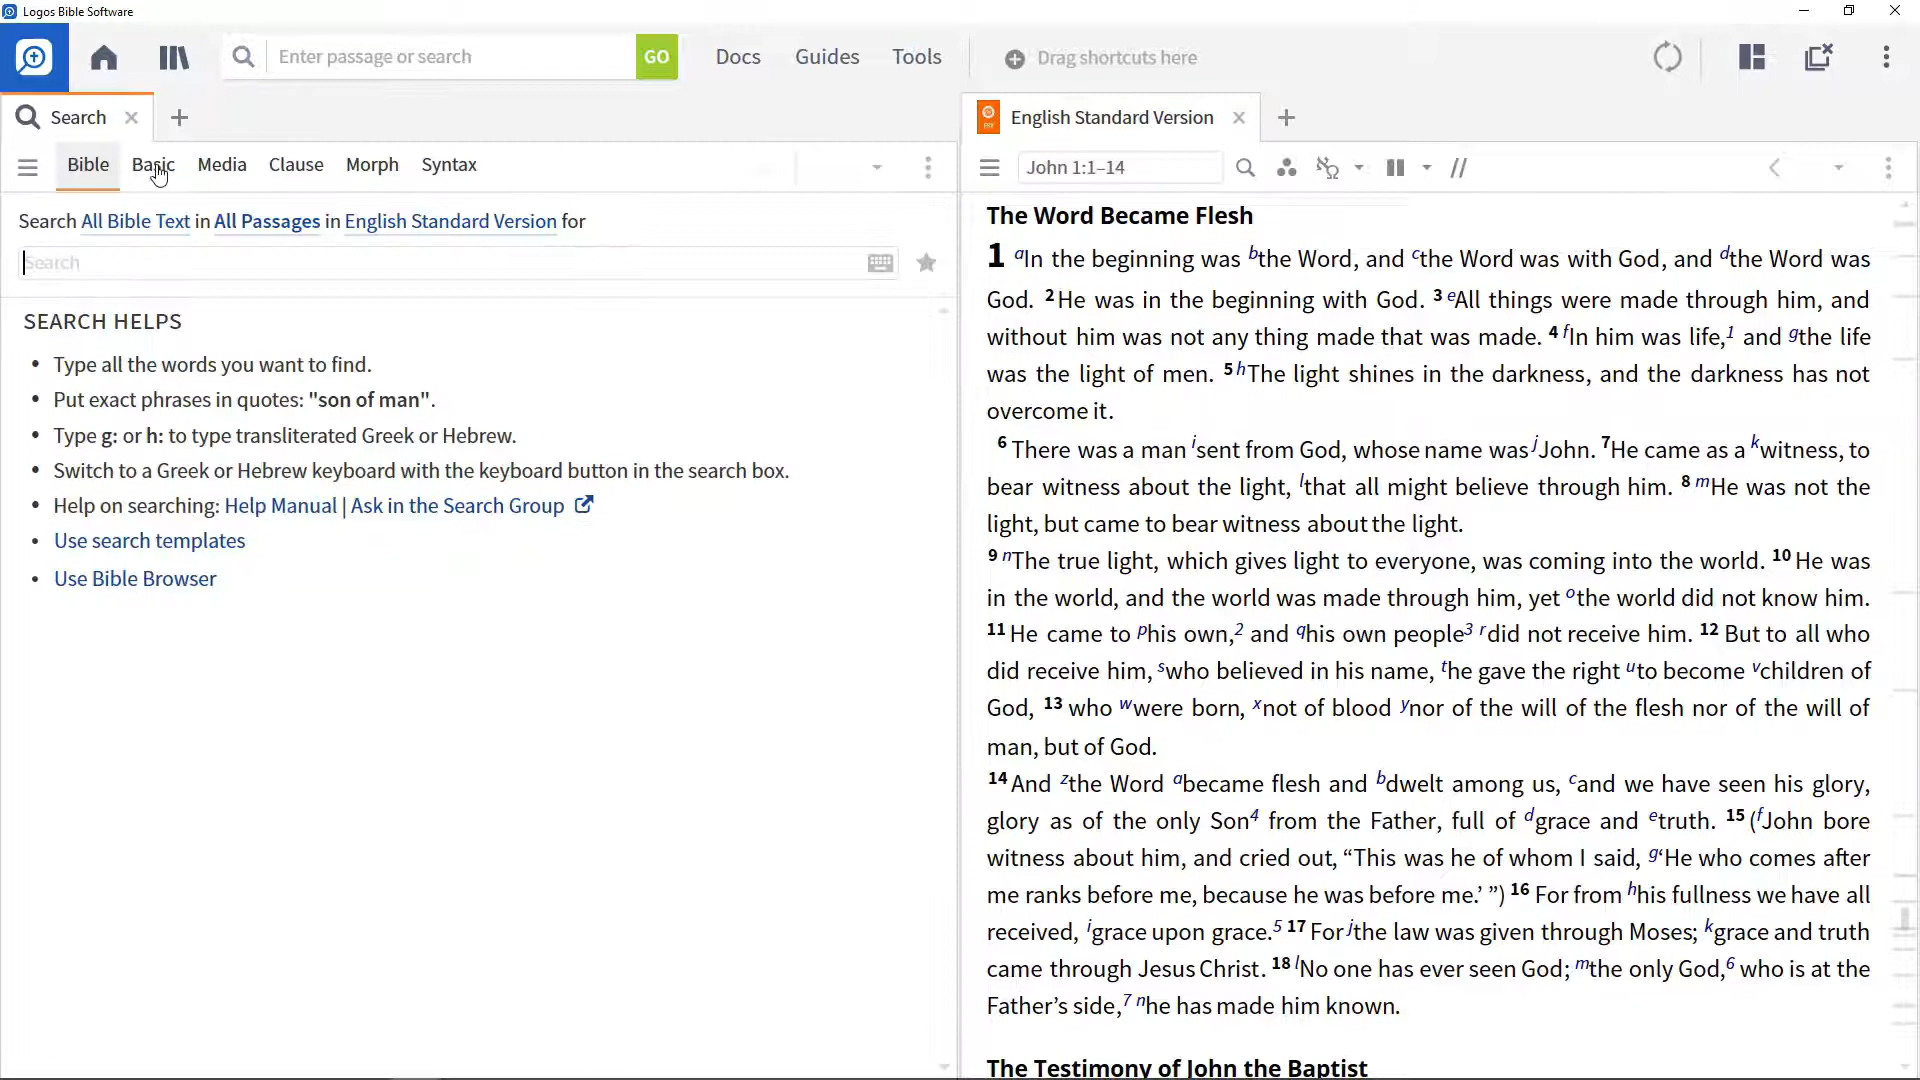 Logos Bible Software
Enter passage or search
GO
Docs
Guides
Tools
Drag shortcuts here
Search
Bible
Basic
Media
Clause
Morph
Syntax
Search All Bible Text in All Passages in English Standard Version for
Search
SEARCH HELPS
• Type all the words you want to find.
• Put exact phrases in quotes: "son of man".
• Type g: or h: to type transliterated Greek or Hebrew.
• Switch to a Greek or Hebrew keyboard with the keyboard button in the search box.
• Help on searching: Help Manual | Ask in the Search Group
• Use search templates
• Use Bible Browser
English Standard Version
John 1:1–14
The Word Became Flesh
1 aIn the beginning was bthe Word, and cthe Word was with God, and dthe Word was
God. 2 He was in the beginning with God. 3 eAll things were made through him, and
without him was not any thing made that was made. 4 fIn him was life,1 and gthe life
was the light of men. 5 hThe light shines in the darkness, and the darkness has not
overcome it.
6 There was a man isent from God, whose name was jJohn. 7 He came as a kwitness, to
bear witness about the light, lthat all might believe through him. 8 mHe was not the
light, but came to bear witness about the light.
9 nThe true light, which gives light to everyone, was coming into the world. 10 He was
in the world, and the world was made through him, yet othe world did not know him.
11 He came to phis own,2 and qhis own people3 rdid not receive him. 12 But to all who
did receive him, swho believed in his name, the gave the right uto become vchildren of
God, 13 who wwere born, xnot of blood ynor of the will of the flesh nor of the will of
man, but of God.
14 And zthe Word abecame flesh and bdwelt among us, cand we have seen his glory,
glory as of the only Son4 from the Father, full of dgrace and etruth. 15 (fJohn bore
witness about him, and cried out, “This was he of whom I said, g‘He who comes after
me ranks before me, because he was before me.’ ”) 16 For from hhis fullness we have all
received, igrace upon grace.5 17 For jthe law was given through Moses; kgrace and truth
came through Jesus Christ. 18 lNo one has ever seen God; mthe only God,6 who is at the
Father’s side,7 nhe has made him known.
The Testimony of John the Baptist